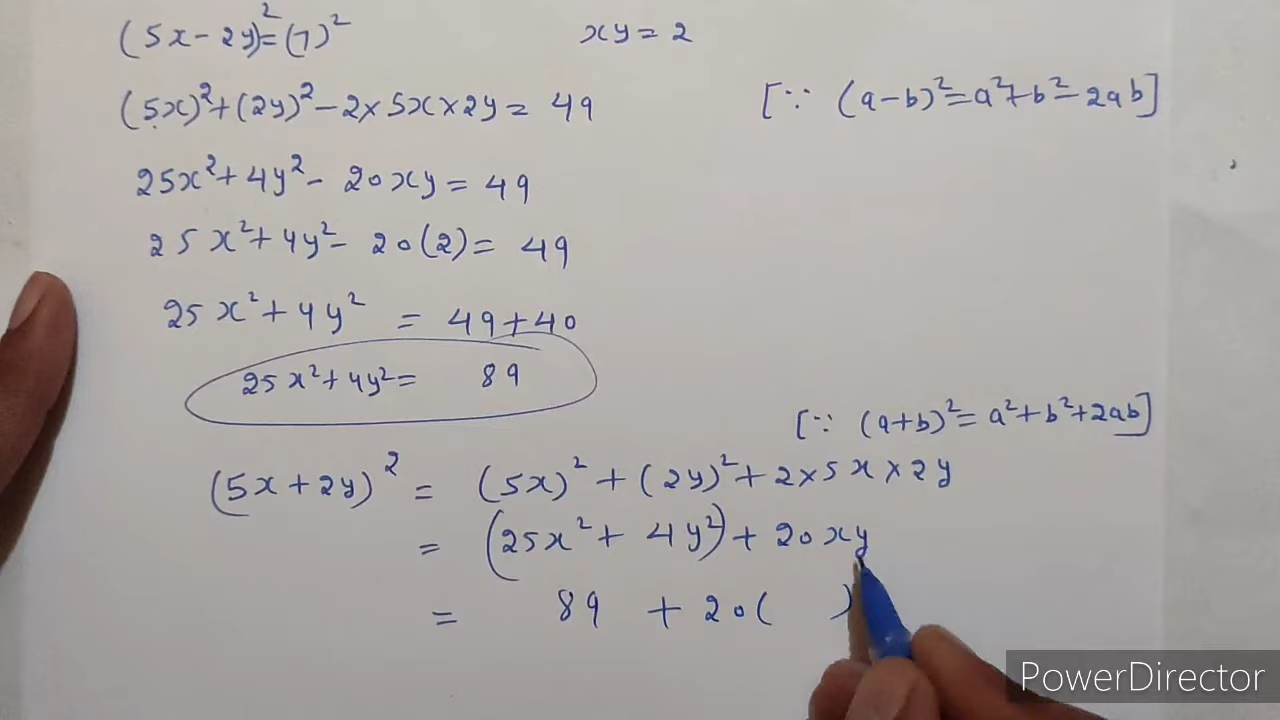 (5x - 2y)² = (7)² xy = 2
(5x)² + (2y)² - 2 × 5x × 2y = 49 [∵ (a-b)² = a² + b² - 2ab]
25x² + 4y² - 20xy = 49
25x² + 4y² - 20(2) = 49
25x² + 4y² = 49 + 40
25x² + 4y² = 89
[∵ (a+b)² = a² + b² + 2ab]
(5x + 2y)² = (5x)² + (2y)² + 2 × 5x × 2y
= (25x² + 4y²) + 20xy
= 89 + 20( )
PowerDirector